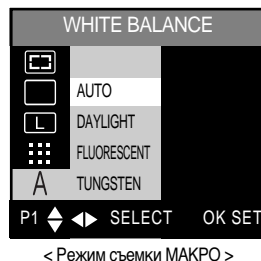 WHITE BALANCE
AUTO
L DAYLIGHT
FLUORESCENT
A TUNGSTEN
P1 SELECT OK SET
< Режим съемки МАКРО >